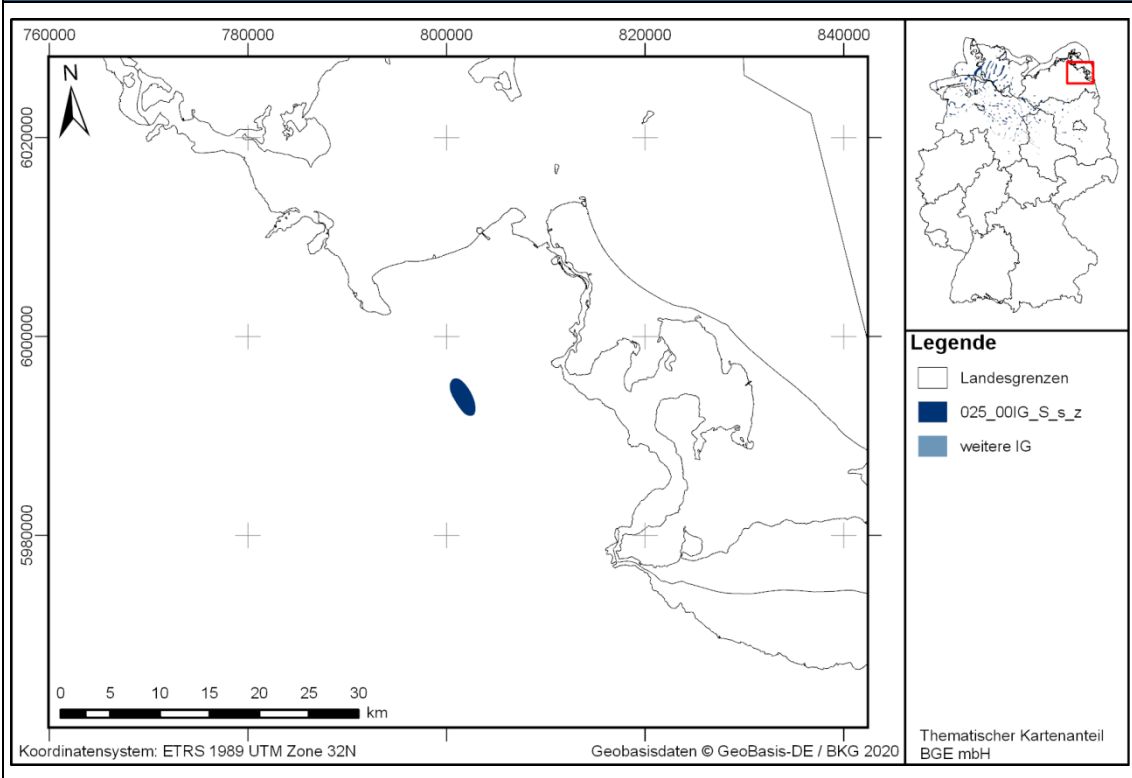 760000 780000 800000 820000 840000
N
6020000
6000000
5980000
0 5 10 15 20 25 30
km
Koordinatensystem: ETRS 1989 UTM Zone 32N
Geobasisdaten © GeoBasis-DE / BKG 2020
Legende
Landesgrenzen
025_00IG_S_s_z
weitere IG
Thematischer Kartenanteil
BGE mbH